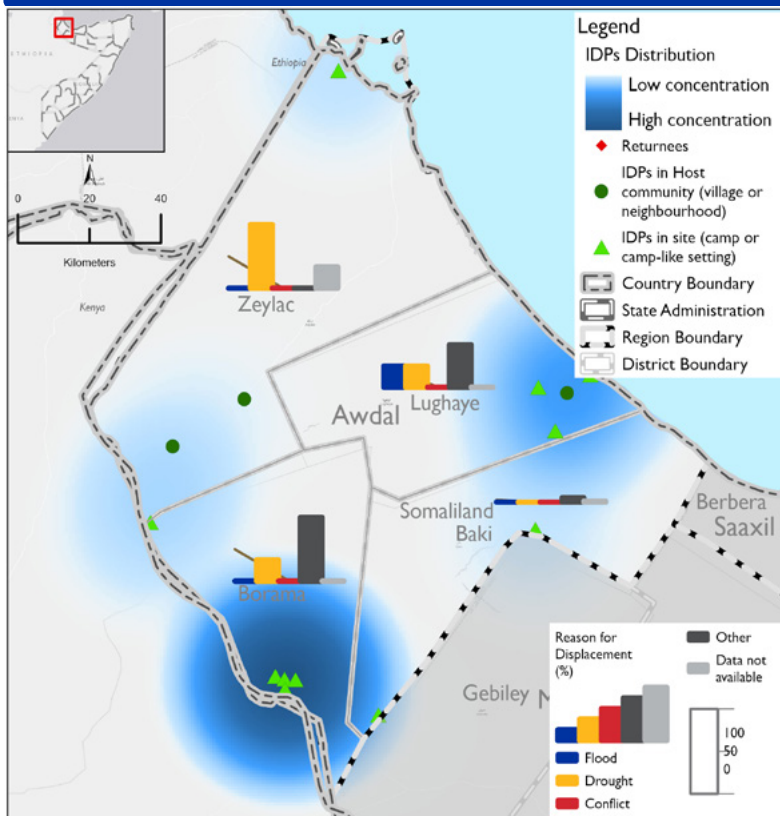 ETHIOPIA
Ethiopia
N
0 20 40
Kilometers
Kenya
Zeylac
Awdal
Lughaye
Somaliland
Baki
Berbera
Saaxil
Borama
Gebiley
Legend
IDPs Distribution
Low concentration
High concentration
Returnees
IDPs in Host
community (village or
neighbourhood)
IDPs in site (camp or
camp-like setting)
Country Boundary
State Administration
Region Boundary
District Boundary
Reason for
Displacement
(%)
Other
Data not
available
100
50
0
Flood
Drought
Conflict